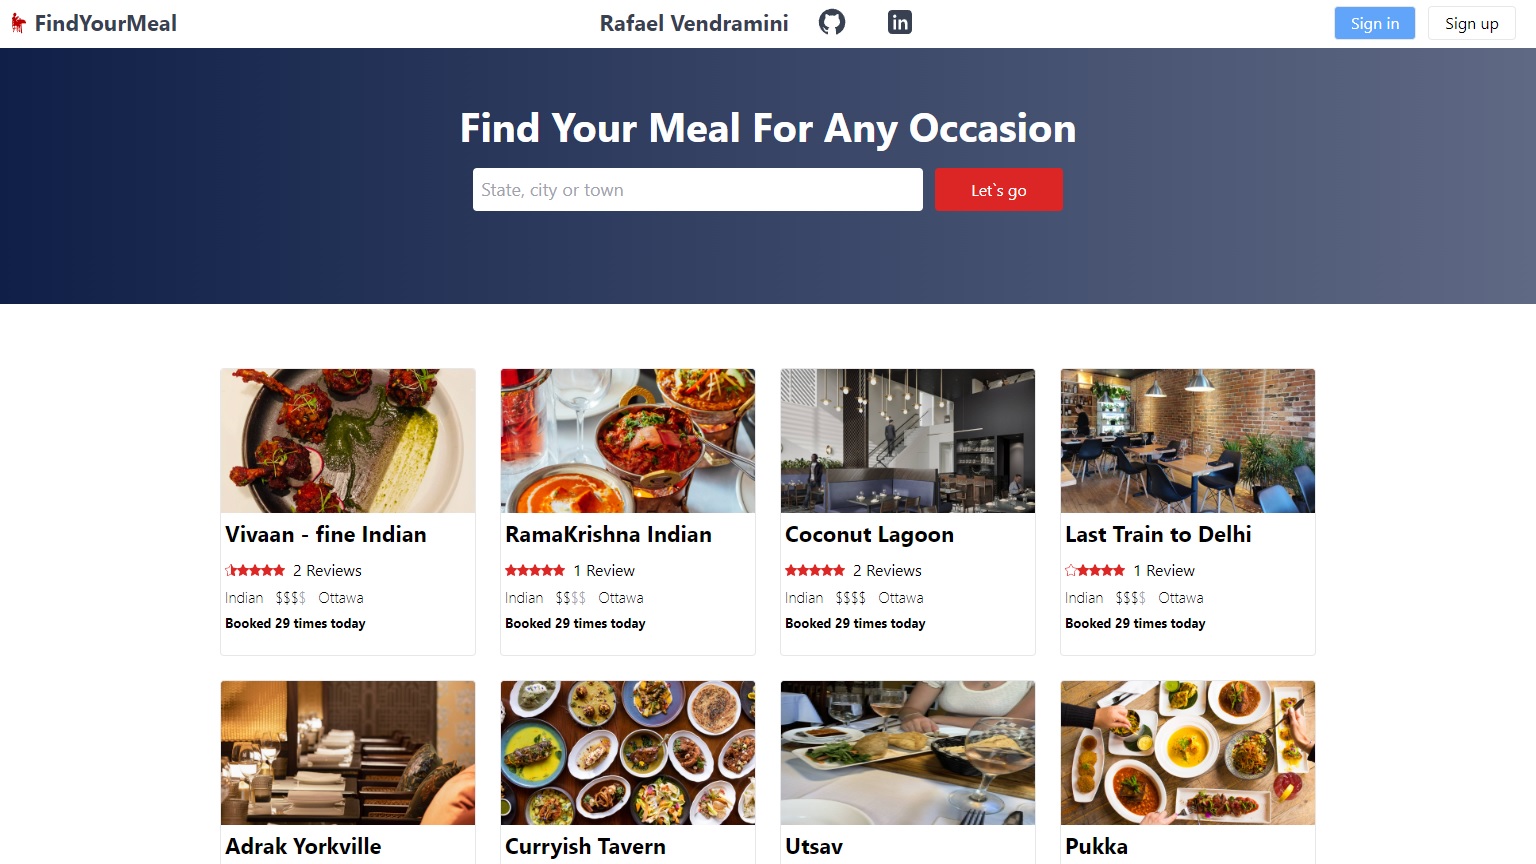 FindYourMeal
Rafael Vendramini
Sign in
Sign up
Find Your Meal For Any Occasion
State, city or town
Let`s go
Vivaan - fine Indian
2 Reviews
Indian $$$$ Ottawa
Booked 29 times today
RamaKrishna Indian
1 Review
Indian $$$$ Ottawa
Booked 29 times today
Coconut Lagoon
2 Reviews
Indian $$$$ Ottawa
Booked 29 times today
Last Train to Delhi
1 Review
Indian $$$$ Ottawa
Booked 29 times today
Adrak Yorkville
Curryish Tavern
Utsav
Pukka